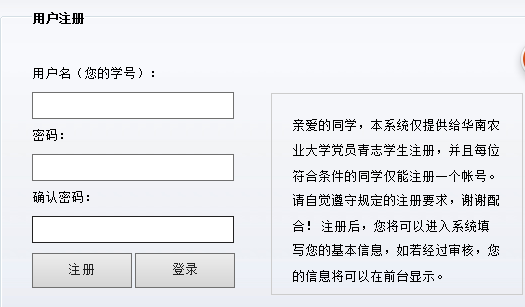 用户注册
用户名（您的学号）：
密码：
确认密码：
注册
登录
亲爱的同学，本系统仅提供给华南农
业大学党员青志学生注册，并且每位
符合条件的同学仅能注册一个帐号。
请自觉遵守规定的注册要求，谢谢配
合！注册后，您将可以进入系统填
写您的基本信息，如若经过审核，您
的信息将可以在前台显示。